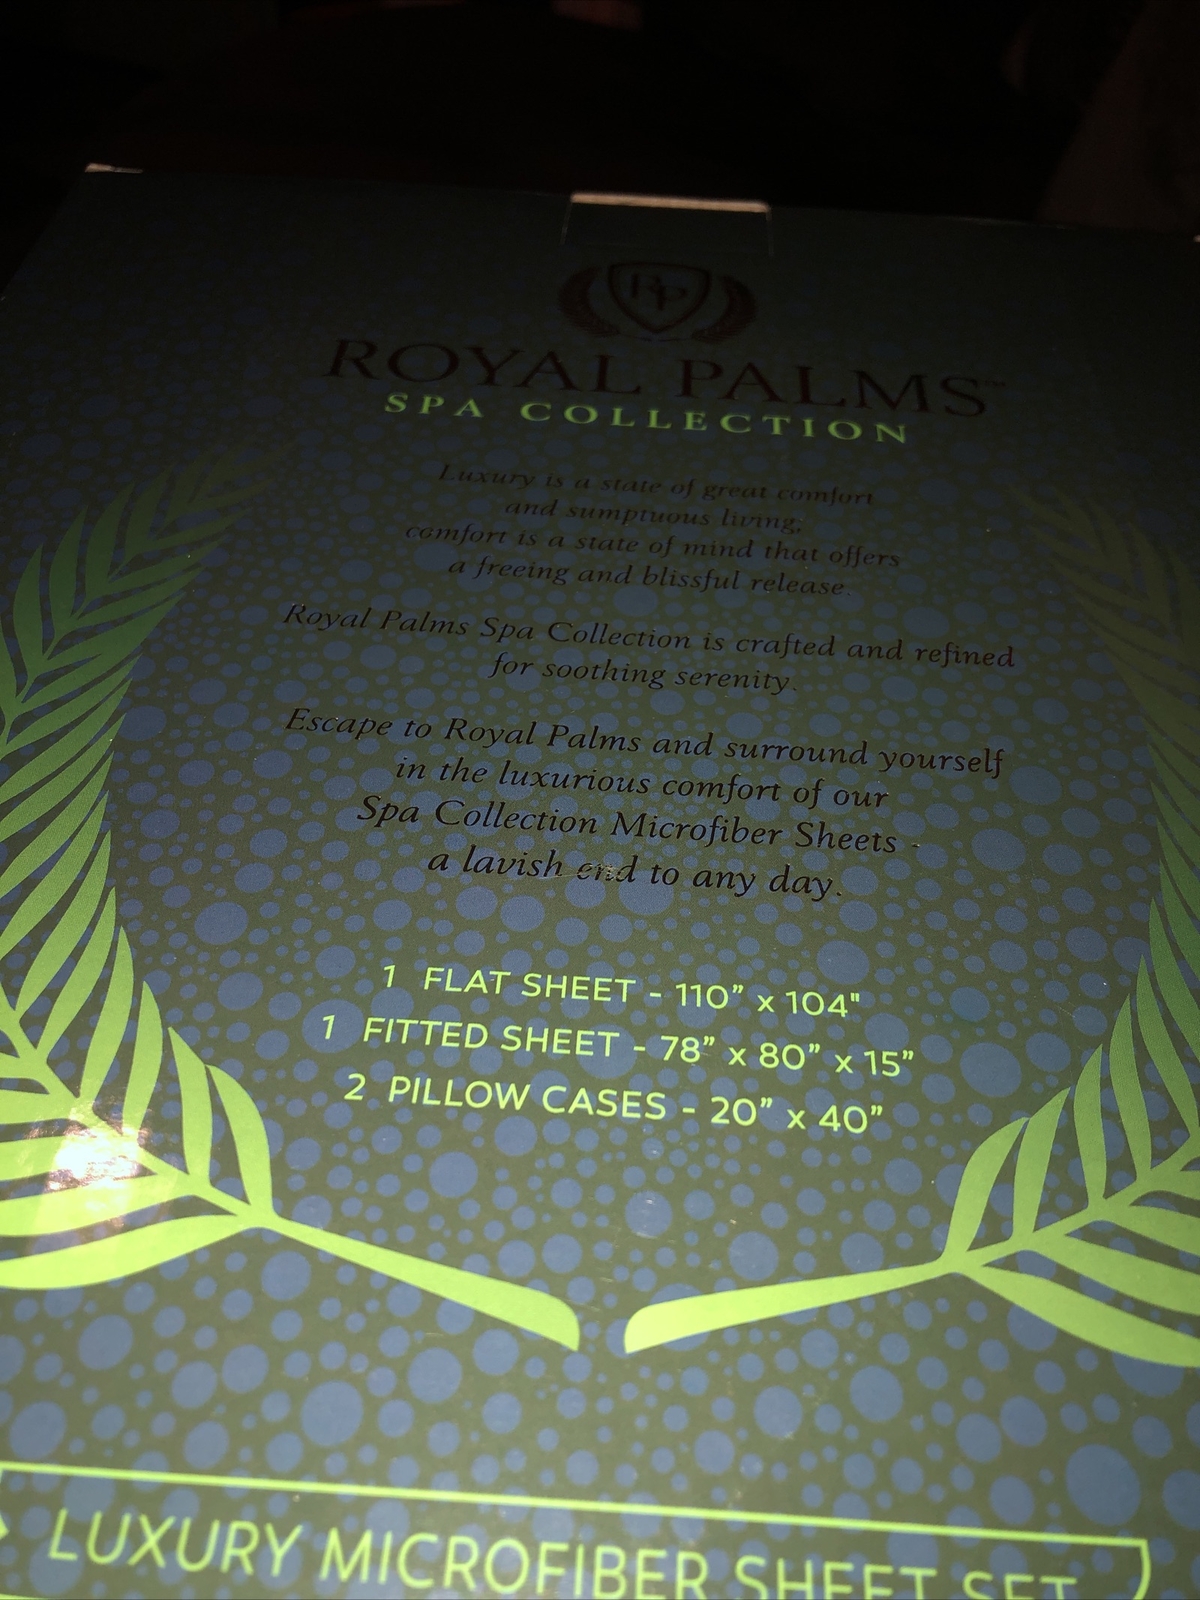 RP
ROYAL PALMS™
SPA COLLECTION
Luxury is a state of great comfort
and sumptuous living;
comfort is a state of mind that offers
a freeing and blissful release.
Royal Palms Spa Collection is crafted and refined
for soothing serenity.
Escape to Royal Palms and surround yourself
in the luxurious comfort of our
Spa Collection Microfiber Sheets -
a lavish end to any day.
1 FLAT SHEET - 110” x 104"
1 FITTED SHEET - 78” x 80” x 15”
2 PILLOW CASES - 20” x 40”
LUXURY MICROFIBER SHEET SET